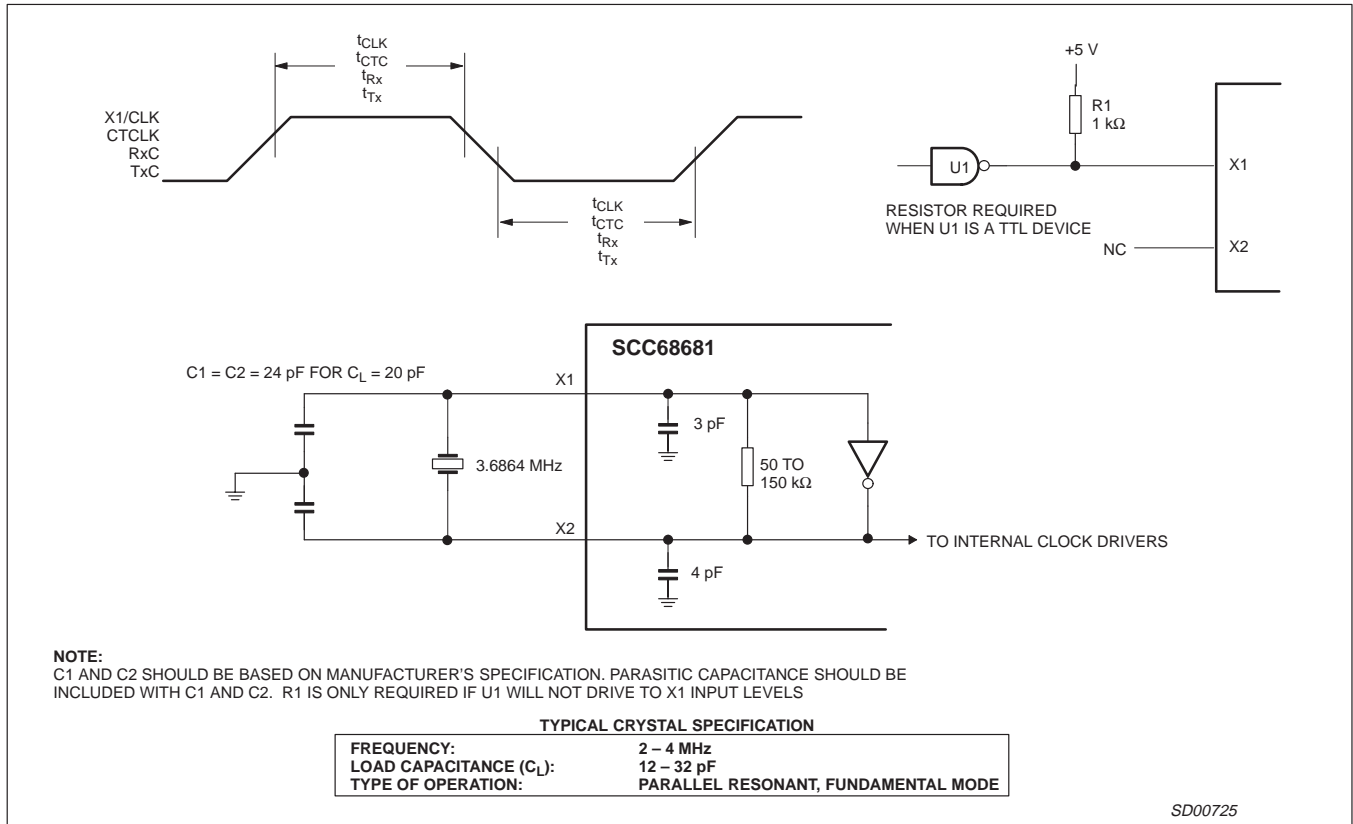 tCLK
tCTC
tRx
tTx
X1/CLK
CTCLK
RxC
TxC
tCLK
tCTC
tRx
tTx
+5 V
R1
1 kΩ
U1
X1
RESISTOR REQUIRED
WHEN U1 IS A TTL DEVICE
NC
X2
SCC68681
C1 = C2 = 24 pF FOR CL = 20 pF
X1
3 pF
3.6864 MHz
50 TO
150 kΩ
X2
TO INTERNAL CLOCK DRIVERS
4 pF
NOTE:
C1 AND C2 SHOULD BE BASED ON MANUFACTURER'S SPECIFICATION. PARASITIC CAPACITANCE SHOULD BE
INCLUDED WITH C1 AND C2. R1 IS ONLY REQUIRED IF U1 WILL NOT DRIVE TO X1 INPUT LEVELS
TYPICAL CRYSTAL SPECIFICATION
FREQUENCY: 2 – 4 MHz
LOAD CAPACITANCE (CL): 12 – 32 pF
TYPE OF OPERATION: PARALLEL RESONANT, FUNDAMENTAL MODE
SD00725